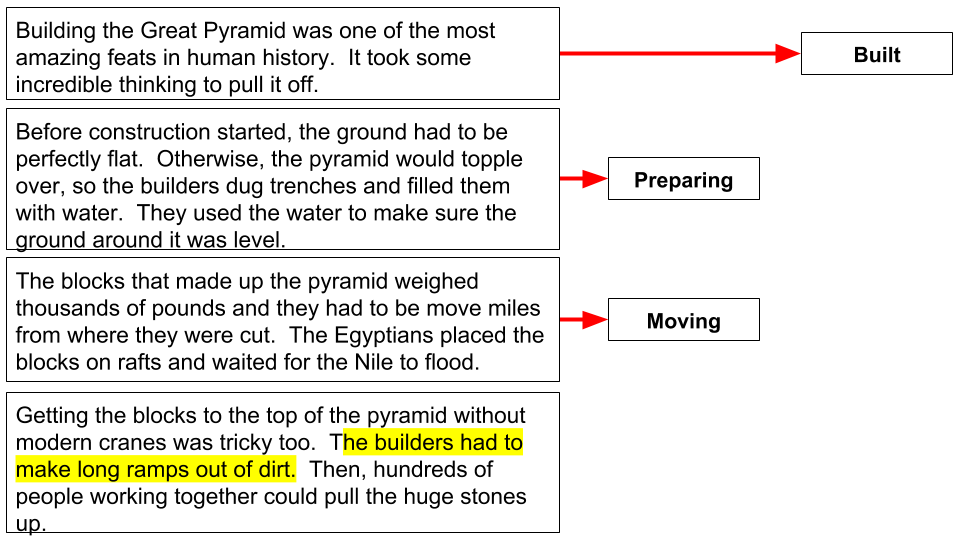 Building the Great Pyramid was one of the most
amazing feats in human history.  It took some
incredible thinking to pull it off.
Built
Before construction started, the ground had to be
perfectly flat.  Otherwise, the pyramid would topple
over, so the builders dug trenches and filled them
with water.  They used the water to make sure the
ground around it was level.
Preparing
The blocks that made up the pyramid weighed
thousands of pounds and they had to be move miles
from where they were cut.  The Egyptians placed the
blocks on rafts and waited for the Nile to flood.
Moving
Getting the blocks to the top of the pyramid without
modern cranes was tricky too.  The builders had to
make long ramps out of dirt.  Then, hundreds of
people working together could pull the huge stones
up.